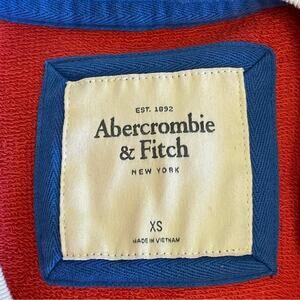 EST. 1892
Abercrombie
& Fitch
NEW YORK
XS
MADE IN VIETNAM